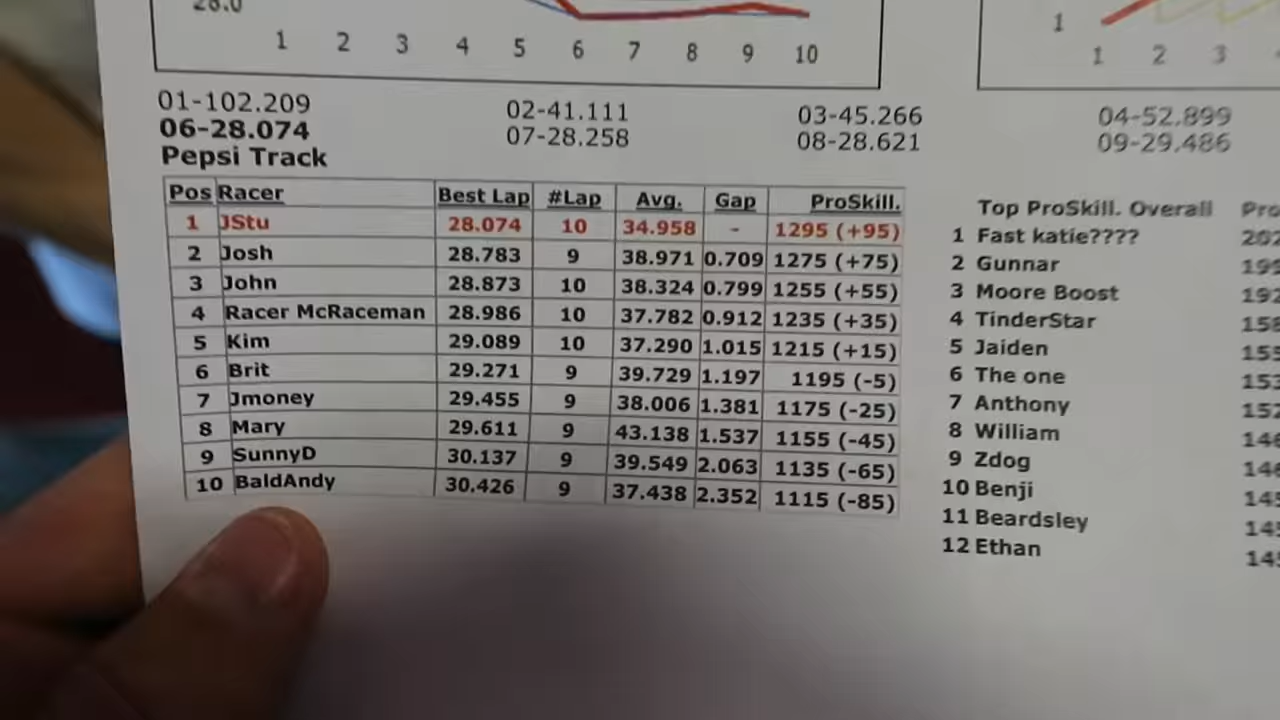 28.0
1 2 3 4 5 6 7 8 9 10
1
1 2 3
01-102.209 02-41.111 03-45.266 04-52.899
06-28.074 07-28.258 08-28.621 09-29.486
Pepsi Track
Pos Racer Best Lap #Lap Avg. Gap ProSkill.
1 JStu 28.074 10 34.958 - 1295 (+95)
2 Josh 28.783 9 38.971 0.709 1275 (+75)
3 John 28.873 10 38.324 0.799 1255 (+55)
4 Racer McRaceman 28.986 10 37.782 0.912 1235 (+35)
5 Kim 29.089 10 37.290 1.015 1215 (+15)
6 Brit 29.271 9 39.729 1.197 1195 (-5)
7 Jmoney 29.455 9 38.006 1.381 1175 (-25)
8 Mary 29.611 9 43.138 1.537 1155 (-45)
9 SunnyD 30.137 9 39.549 2.063 1135 (-65)
10 BaldAndy 30.426 9 37.438 2.352 1115 (-85)
Top ProSkill. Overall
1 Fast katie????
2 Gunnar
3 Moore Boost
4 TinderStar
5 Jaiden
6 The one
7 Anthony
8 William
9 Zdog
10 Benji
11 Beardsley
12 Ethan